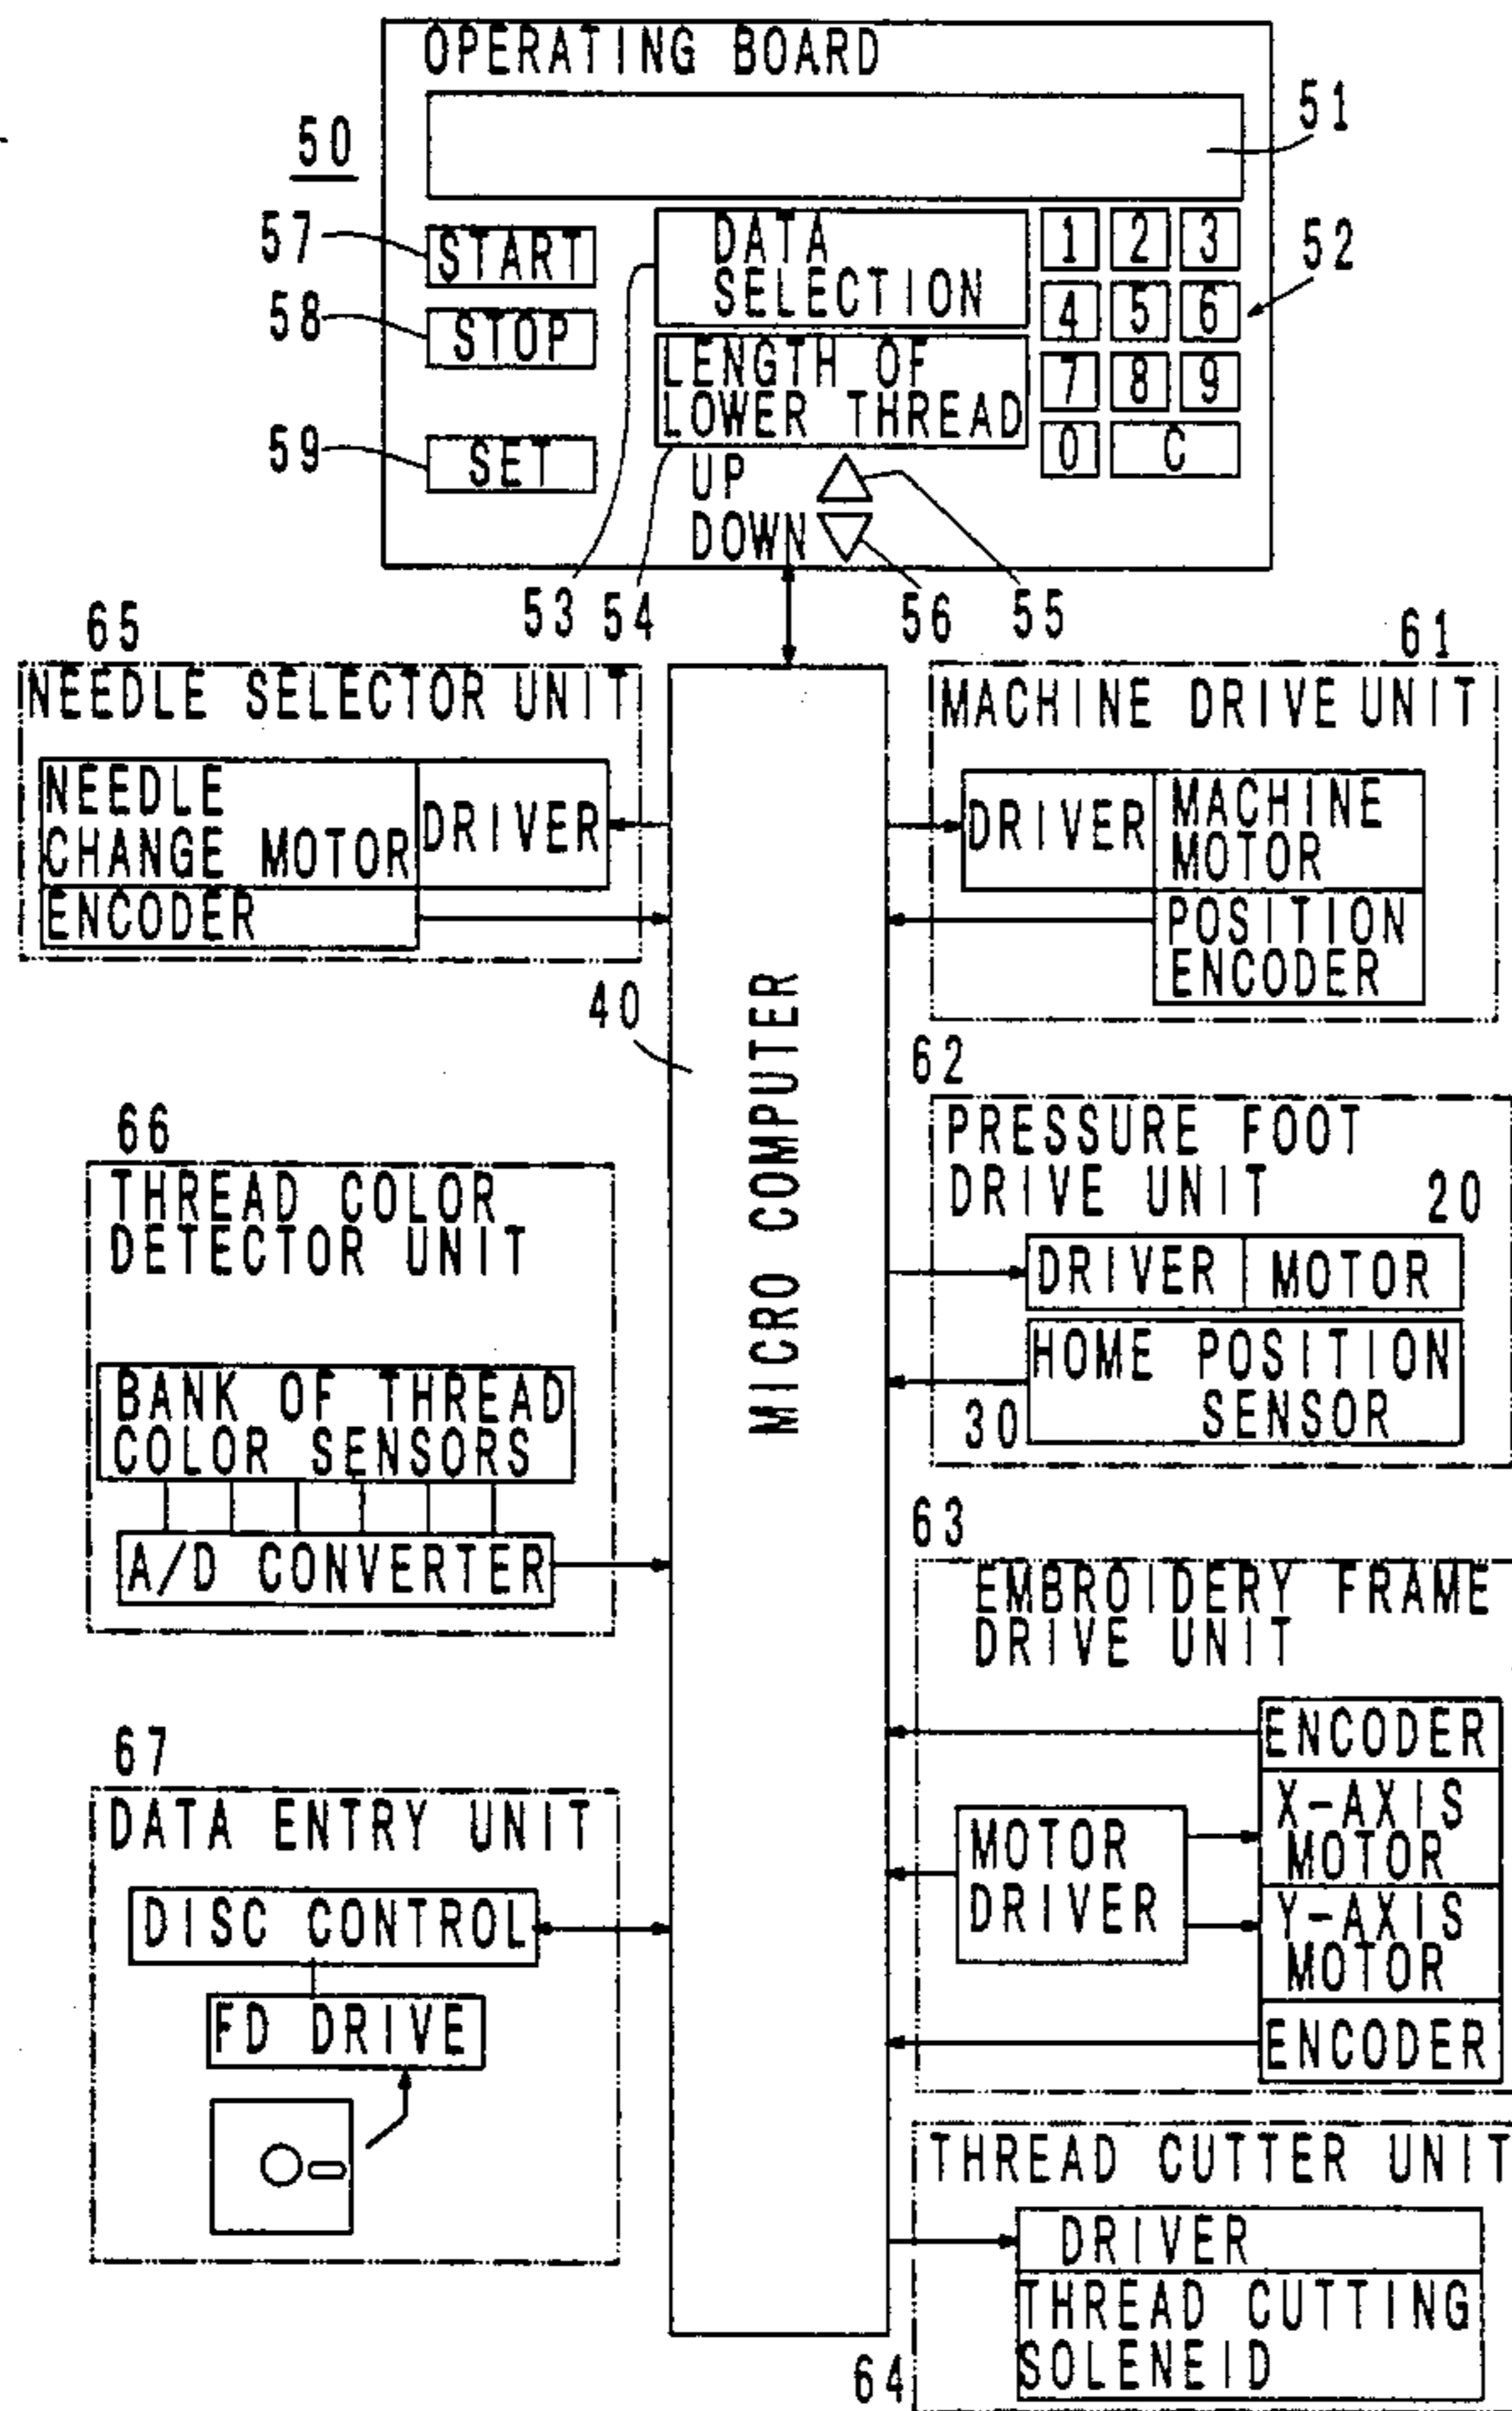 OPERATING BOARD
51
50
57
START
DATA
SELECTION
1 2 3
52
58
STOP
4 5 6
LENGTH OF
LOWER THREAD
7 8 9
59
SET
0 C
UP
DOWN
53
54
56
55
65
NEEDLE SELECTOR UNIT
NEEDLE
CHANGE MOTOR
DRIVER
ENCODER
61
MACHINE DRIVE UNIT
DRIVER
MACHINE
MOTOR
POSITION
ENCODER
40
MICRO COMPUTER
62
PRESSURE FOOT
DRIVE UNIT
20
DRIVER
MOTOR
HOME POSITION
SENSOR
30
66
THREAD COLOR
DETECTOR UNIT
BANK OF THREAD
COLOR SENSORS
A/D CONVERTER
63
EMBROIDERY FRAME
DRIVE UNIT
ENCODER
X-AXIS
MOTOR
MOTOR
DRIVER
Y-AXIS
MOTOR
ENCODER
67
DATA ENTRY UNIT
DISC CONTROL
FD DRIVE
THREAD CUTTER UNIT
DRIVER
THREAD CUTTING
SOLENEID
64